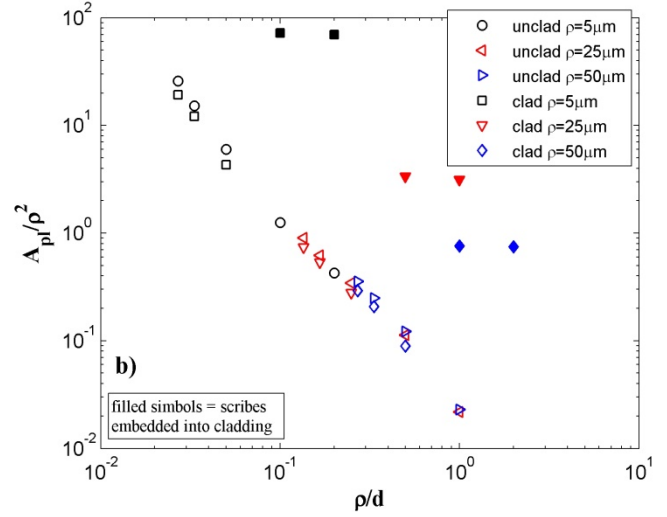 b)
10^2
10^1
10^0
10^-1
10^-2
A_pl/ρ^2
10^-2
10^-1
10^0
10^1
ρ/d
unclad ρ=5μm
unclad ρ=25μm
unclad ρ=50μm
clad ρ=5μm
clad ρ=25μm
clad ρ=50μm
filled simbols = scribes
embedded into cladding